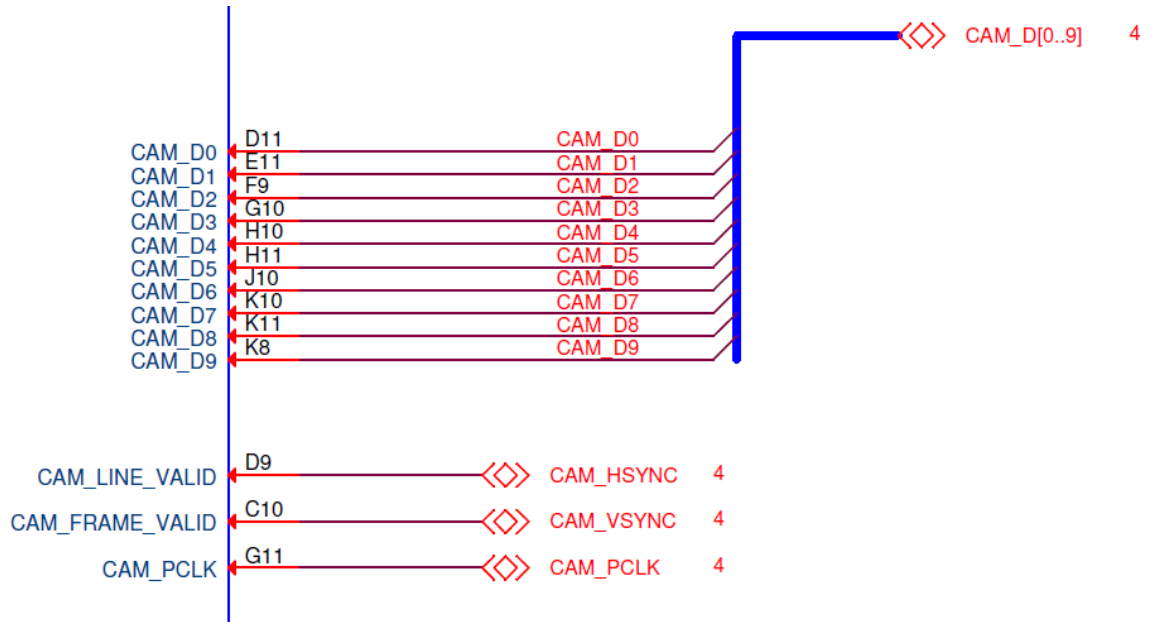 CAM_D[0..9] 4
CAM_D0 D11 CAM_D0
CAM_D1 E11 CAM_D1
CAM_D2 F9 CAM_D2
CAM_D3 G10 CAM_D3
CAM_D4 H10 CAM_D4
CAM_D5 H11 CAM_D5
CAM_D6 J10 CAM_D6
CAM_D7 K10 CAM_D7
CAM_D8 K11 CAM_D8
CAM_D9 K8 CAM_D9
CAM_LINE_VALID D9 CAM_HSYNC 4
CAM_FRAME_VALID C10 CAM_VSYNC 4
CAM_PCLK G11 CAM_PCLK 4